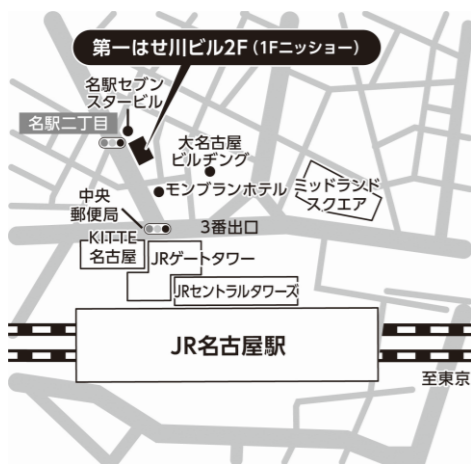 第一はせ川ビル2F(1Fニッショー)
名駅セブン
スタービル
名駅二丁目
大名古屋
ビルヂング
モンブランホテル
ミッドランド
スクエア
中央
郵便局
3番出口
KITTE
名古屋
JRゲートタワー
JRセントラルタワーズ
JR名古屋駅
至東京